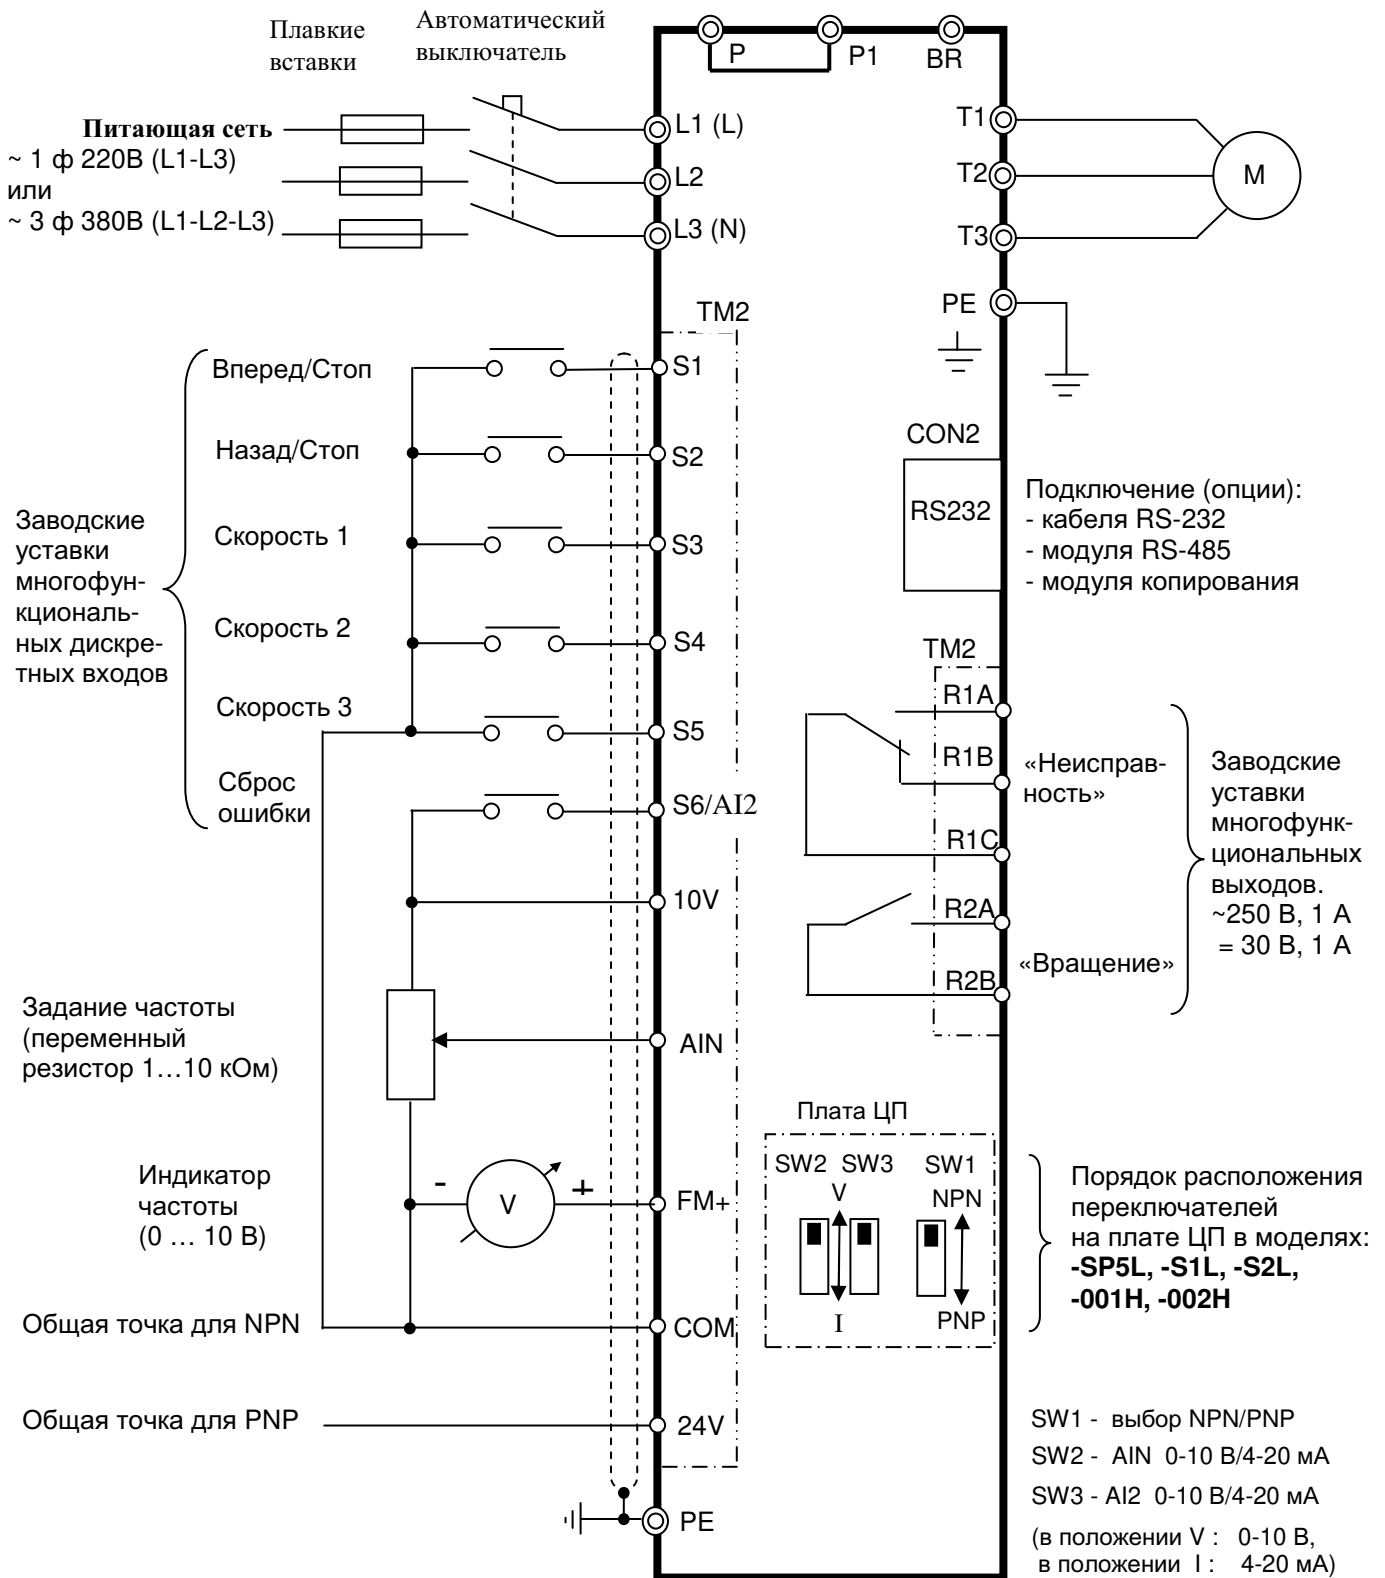 Плавкие
вставки
Автоматический
выключатель
P
P1
BR
Питающая сеть
~ 1 ф 220В (L1-L3)
или
~ 3 ф 380В (L1-L2-L3)
L1 (L)
L2
L3 (N)
T1
T2
T3
M
PE
TM2
Вперед/Стоп
S1
Назад/Стоп
S2
Скорость 1
S3
Скорость 2
S4
Скорость 3
S5
Сброс
ошибки
S6/AI2
Заводские
уставки
многофун-
кциональ-
ных дискре-
тных входов
CON2
RS232
Подключение (опции):
- кабеля RS-232
- модуля RS-485
- модуля копирования
TM2
R1A
R1B
R1C
R2A
R2B
«Неисправ-
ность»
«Вращение»
Заводские
уставки
многофунк-
циональных
выходов.
~250 В, 1 А
= 30 В, 1 А
10V
Задание частоты
(переменный
резистор 1…10 кОм)
AIN
Индикатор
частоты
(0 … 10 В)
-
V
+
FM+
Общая точка для NPN
COM
Общая точка для PNP
24V
PE
Плата ЦП
SW2 SW3 SW1
V
NPN
I
PNP
Порядок расположения
переключателей
на плате ЦП в моделях:
-SP5L, -S1L, -S2L,
-001H, -002H
SW1 - выбор NPN/PNP
SW2 - AIN 0-10 В/4-20 мА
SW3 - AI2 0-10 В/4-20 мА
(в положении V : 0-10 В,
в положении I : 4-20 мА)